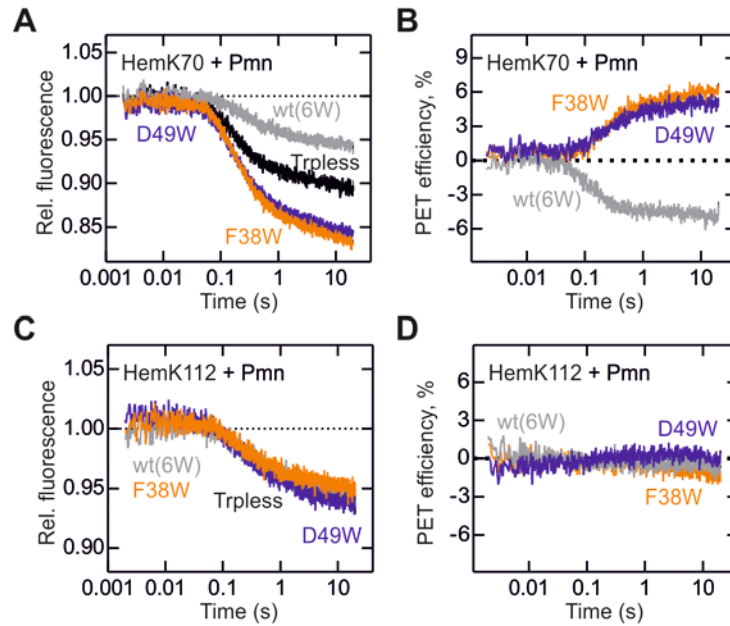 A
HemK70 + Pmn
Rel. fluorescence
1.05
1.00
0.95
0.90
0.85
wt(6W)
D49W
Trpless
F38W
0.001 0.01 0.1 1 10
Time (s)
B
HemK70 + Pmn
PET efficiency, %
9
6
3
0
-3
-6
F38W
D49W
wt(6W)
0.01 0.1 1 10
Time (s)
C
HemK112 + Pmn
Rel. fluorescence
1.05
1.00
0.95
0.90
wt(6W)
F38W
Trpless
D49W
0.001 0.01 0.1 1 10
Time (s)
D
HemK112 + Pmn
PET efficiency, %
6
3
0
-3
-6
wt(6W)
D49W
F38W
0.01 0.1 1 10
Time (s)